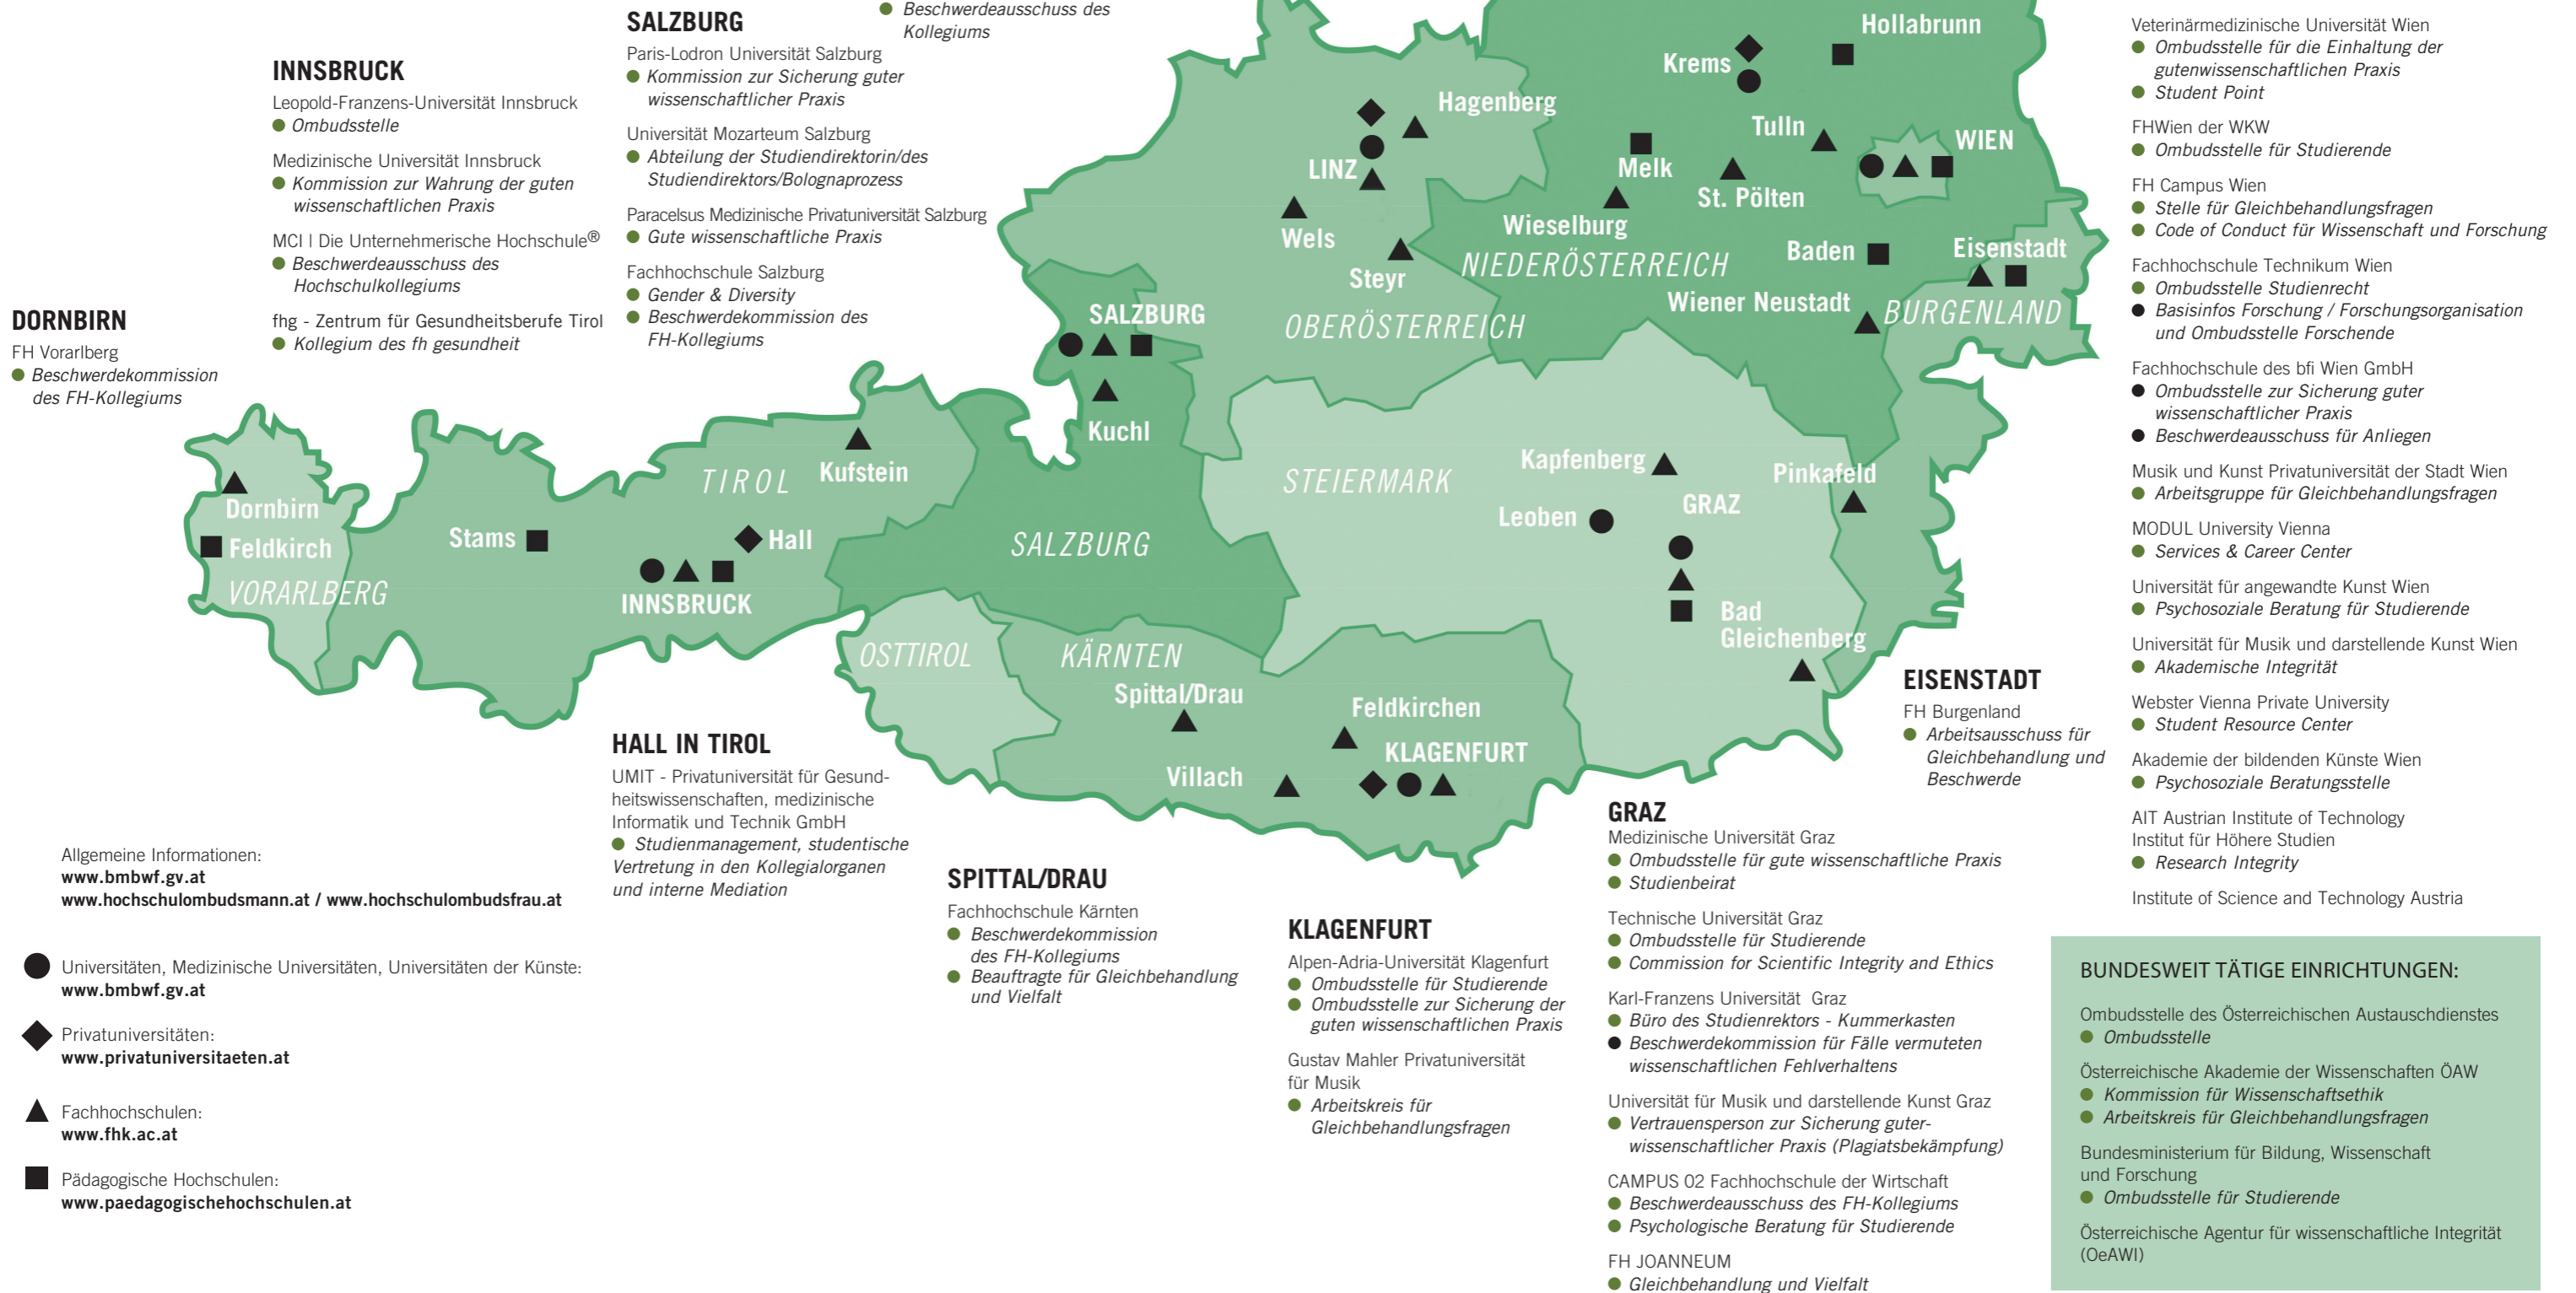 Beschwerdeausschuss des
Kollegiums
SALZBURG
Paris-Lodron Universität Salzburg
Kommission zur Sicherung guter
wissenschaftlicher Praxis
Universität Mozarteum Salzburg
Abteilung der Studiendirektorin/des
Studiendirektors/Bolognaprozess
Paracelsus Medizinische Privatuniversität Salzburg
Gute wissenschaftliche Praxis
Fachhochschule Salzburg
Gender & Diversity
Beschwerdekommission des
FH-Kollegiums
INNSBRUCK
Leopold-Franzens-Universität Innsbruck
Ombudsstelle
Medizinische Universität Innsbruck
Kommission zur Wahrung der guten
wissenschaftlichen Praxis
MCI | Die Unternehmerische Hochschule®
Beschwerdeausschuss des
Hochschulkollegiums
fhg - Zentrum für Gesundheitsberufe Tirol
Kollegium des fh gesundheit
DORNBIRN
FH Vorarlberg
Beschwerdekommission
des FH-Kollegiums
Hollabrunn
Krems
Hagenberg
Tulln
WIEN
LINZ
Melk
St. Pölten
Wieselburg
Wels
Baden
Eisenstadt
Steyr
NIEDERÖSTERREICH
Wiener Neustadt
BURGENLAND
SALZBURG
OBERÖSTERREICH
Kuchl
Kufstein
TIROL
STEIERMARK
Kapfenberg
Pinkafeld
GRAZ
Leoben
Dornbirn
Feldkirch
Stams
Hall
SALZBURG
VORARLBERG
INNSBRUCK
Bad
Gleichenberg
OSTTIROL
KÄRNTEN
Spittal/Drau
Feldkirchen
KLAGENFURT
Villach
Veterinärmedizinische Universität Wien
Ombudsstelle für die Einhaltung der
gutenwissenschaftlichen Praxis
Student Point
FHWien der WKW
Ombudsstelle für Studierende
FH Campus Wien
Stelle für Gleichbehandlungsfragen
Code of Conduct für Wissenschaft und Forschung
Fachhochschule Technikum Wien
Ombudsstelle Studienrecht
Basisinfos Forschung / Forschungsorganisation
und Ombudsstelle Forschende
Fachhochschule des bfi Wien GmbH
Ombudsstelle zur Sicherung guter
wissenschaftlicher Praxis
Beschwerdeausschuss für Anliegen
Musik und Kunst Privatuniversität der Stadt Wien
Arbeitsgruppe für Gleichbehandlungsfragen
MODUL University Vienna
Services & Career Center
Universität für angewandte Kunst Wien
Psychosoziale Beratung für Studierende
Universität für Musik und darstellende Kunst Wien
Akademische Integrität
Webster Vienna Private University
Student Resource Center
Akademie der bildenden Künste Wien
Psychosoziale Beratungsstelle
AIT Austrian Institute of Technology
Institut für Höhere Studien
Research Integrity
Institute of Science and Technology Austria
EISENSTADT
FH Burgenland
Arbeitsausschuss für
Gleichbehandlung und
Beschwerde
HALL IN TIROL
UMIT - Privatuniversität für Gesund-
heitswissenschaften, medizinische
Informatik und Technik GmbH
Studienmanagement, studentische
Vertretung in den Kollegialorganen
und interne Mediation
SPITTAL/DRAU
Fachhochschule Kärnten
Beschwerdekommission
des FH-Kollegiums
Beauftragte für Gleichbehandlung
und Vielfalt
KLAGENFURT
Alpen-Adria-Universität Klagenfurt
Ombudsstelle für Studierende
Ombudsstelle zur Sicherung der
guten wissenschaftlichen Praxis
Gustav Mahler Privatuniversität
für Musik
Arbeitskreis für
Gleichbehandlungsfragen
GRAZ
Medizinische Universität Graz
Ombudsstelle für gute wissenschaftliche Praxis
Studienbeirat
Technische Universität Graz
Ombudsstelle für Studierende
Commission for Scientific Integrity and Ethics
Karl-Franzens Universität Graz
Büro des Studienrektors - Kummerkasten
Beschwerdekommission für Fälle vermuteten
wissenschaftlichen Fehlverhaltens
Universität für Musik und darstellende Kunst Graz
Vertrauensperson zur Sicherung guter-
wissenschaftlicher Praxis (Plagiatsbekämpfung)
CAMPUS 02 Fachhochschule der Wirtschaft
Beschwerdeausschuss des FH-Kollegiums
Psychologische Beratung für Studierende
FH JOANNEUM
Gleichbehandlung und Vielfalt
Allgemeine Informationen:
www.bmbwf.gv.at
www.hochschulombudsmann.at / www.hochschulombudsfrau.at
Universitäten, Medizinische Universitäten, Universitäten der Künste:
www.bmbwf.gv.at
Privatuniversitäten:
www.privatuniversitaeten.at
Fachhochschulen:
www.fhk.ac.at
Pädagogische Hochschulen:
www.paedagogischehochschulen.at
BUNDESWEIT TÄTIGE EINRICHTUNGEN:
Ombudsstelle des Österreichischen Austauschdienstes
Ombudsstelle
Österreichische Akademie der Wissenschaften ÖAW
Kommission für Wissenschaftsethik
Arbeitskreis für Gleichbehandlungsfragen
Bundesministerium für Bildung, Wissenschaft
und Forschung
Ombudsstelle für Studierende
Österreichische Agentur für wissenschaftliche Integrität
(OeAWI)